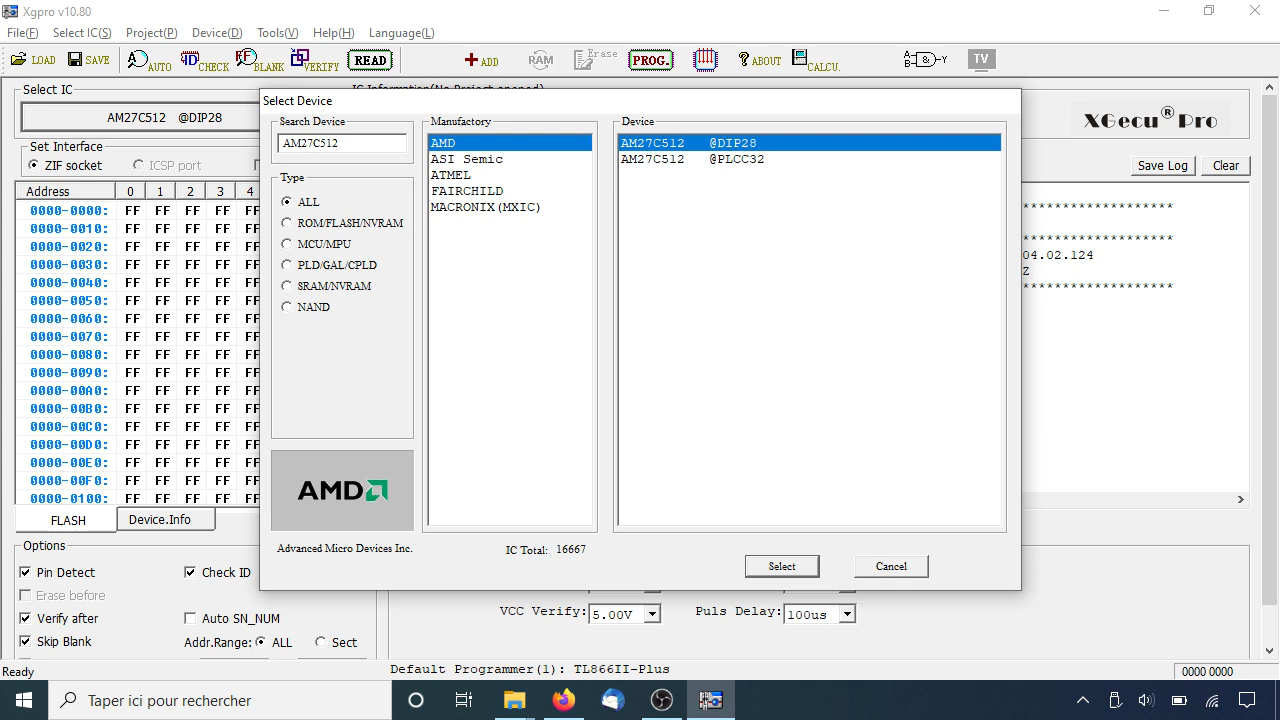 Xgpro v10.80
File(F) Select IC(S) Project(P) Device(D) Tools(V) Help(H) Language(L)
LOAD SAVE AUTO CHECK BLANK VERIFY READ ADD RAM Erase PROG. ABOUT CALCU. TV
Select IC
AM27C512 @DIP28
Set Interface
ZIF socket ICSP port
XGecu® Pro
Save Log Clear
Address 0 1 2 3 4
0000-0000: FF FF FF FF FF
0000-0010: FF FF FF FF FF
0000-0020: FF FF FF FF FF
0000-0030: FF FF FF FF FF
0000-0040: FF FF FF FF FF
0000-0050: FF FF FF FF FF
0000-0060: FF FF FF FF FF
0000-0070: FF FF FF FF FF
0000-0080: FF FF FF FF FF
0000-0090: FF FF FF FF FF
0000-00A0: FF FF FF FF FF
0000-00B0: FF FF FF FF FF
0000-00C0: FF FF FF FF FF
0000-00D0: FF FF FF FF FF
0000-00E0: FF FF FF FF FF
0000-00F0: FF FF FF FF FF
0000-0100: FF FF FF FF FF
*******************
*******************
04.02.124
Z
*******************
FLASH Device.Info
Select Device
Search Device
AM27C512
Type
ALL
ROM/FLASH/NVRAM
MCU/MPU
PLD/GAL/CPLD
SRAM/NVRAM
NAND
AMD
Advanced Micro Devices Inc.
Manufactory
AMD
ASI Semic
ATMEL
FAIRCHILD
MACRONIX(MXIC)
IC Total: 16667
Device
AM27C512 @DIP28
AM27C512 @PLCC32
Select Cancel
Options
Pin Detect Check ID
Erase before
Verify after Auto SN_NUM
Skip Blank Addr.Range: ALL Sect
VCC Verify: 5.00V Puls Delay: 100us
Ready Default Programmer(1): TL866II-Plus 0000 0000
Taper ici pour rechercher